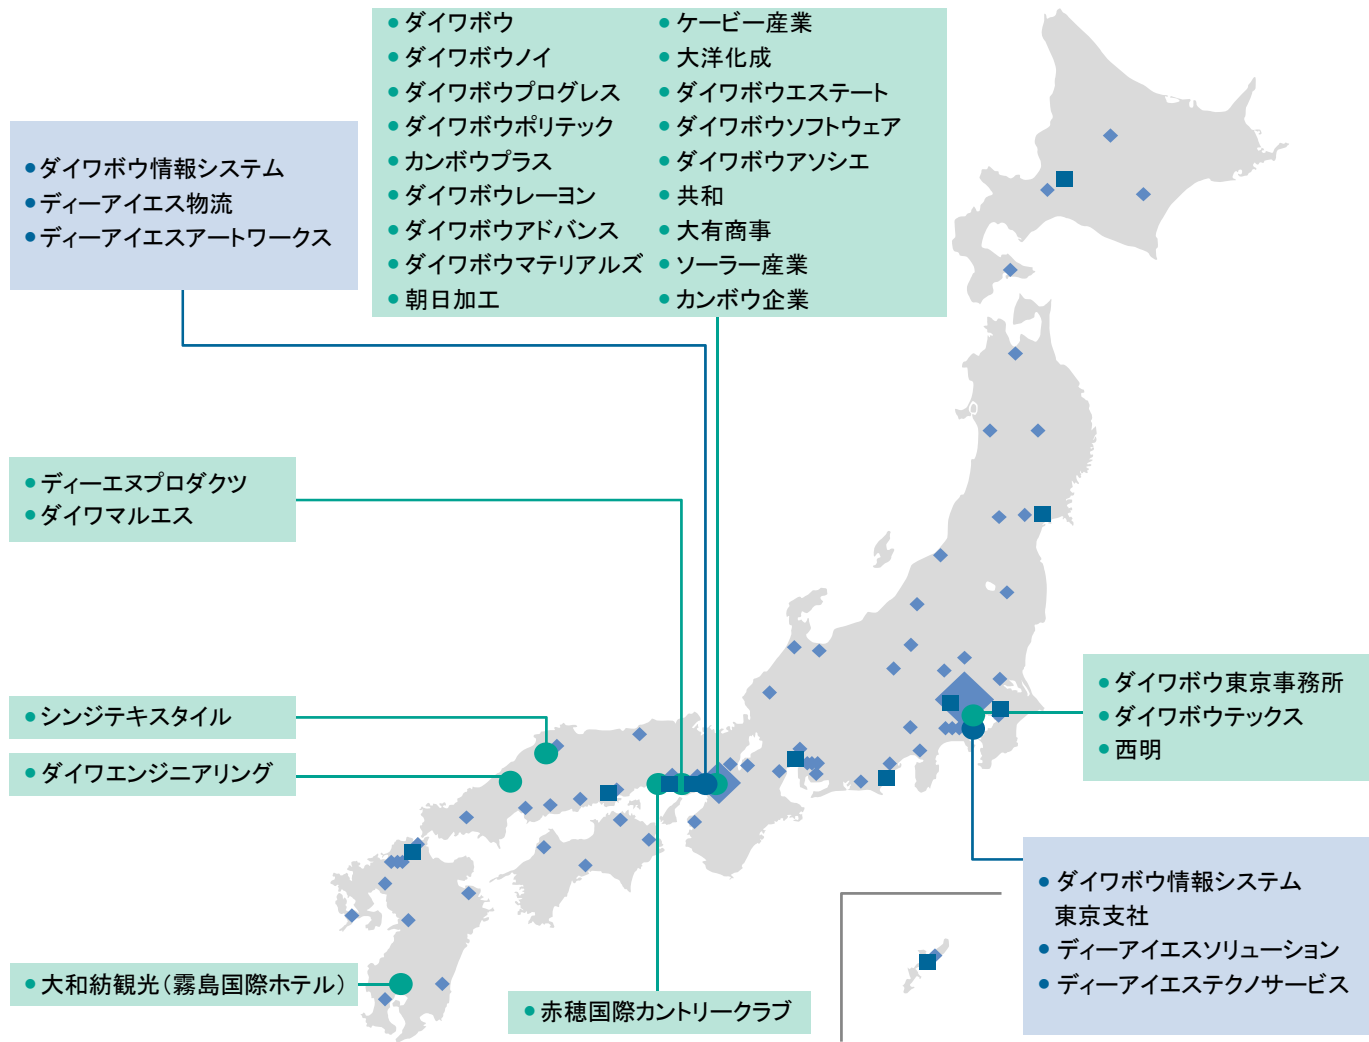 ダイワボウ
ダイワボウノイ
ダイワボウプログレス
ダイワボウポリテック
カンボウプラス
ダイワボウレーヨン
ダイワボウアドバンス
ダイワボウマテリアルズ
朝日加工
ケービー産業
大洋化成
ダイワボウエステート
ダイワボウソフトウェア
ダイワボウアソシエ
共和
大有商事
ソーラー産業
カンボウ企業
ダイワボウ情報システム
ディーアイエス物流
ディーアイエスアートワークス
ディーエヌプロダクツ
ダイワマルエス
シンジテキスタイル
ダイワエンジニアリング
大和紡観光（霧島国際ホテル）
赤穂国際カントリークラブ
ダイワボウ東京事務所
ダイワボウテックス
西明
ダイワボウ情報システム
東京支社
ディーアイエスソリューション
ディーアイエステクノサービス